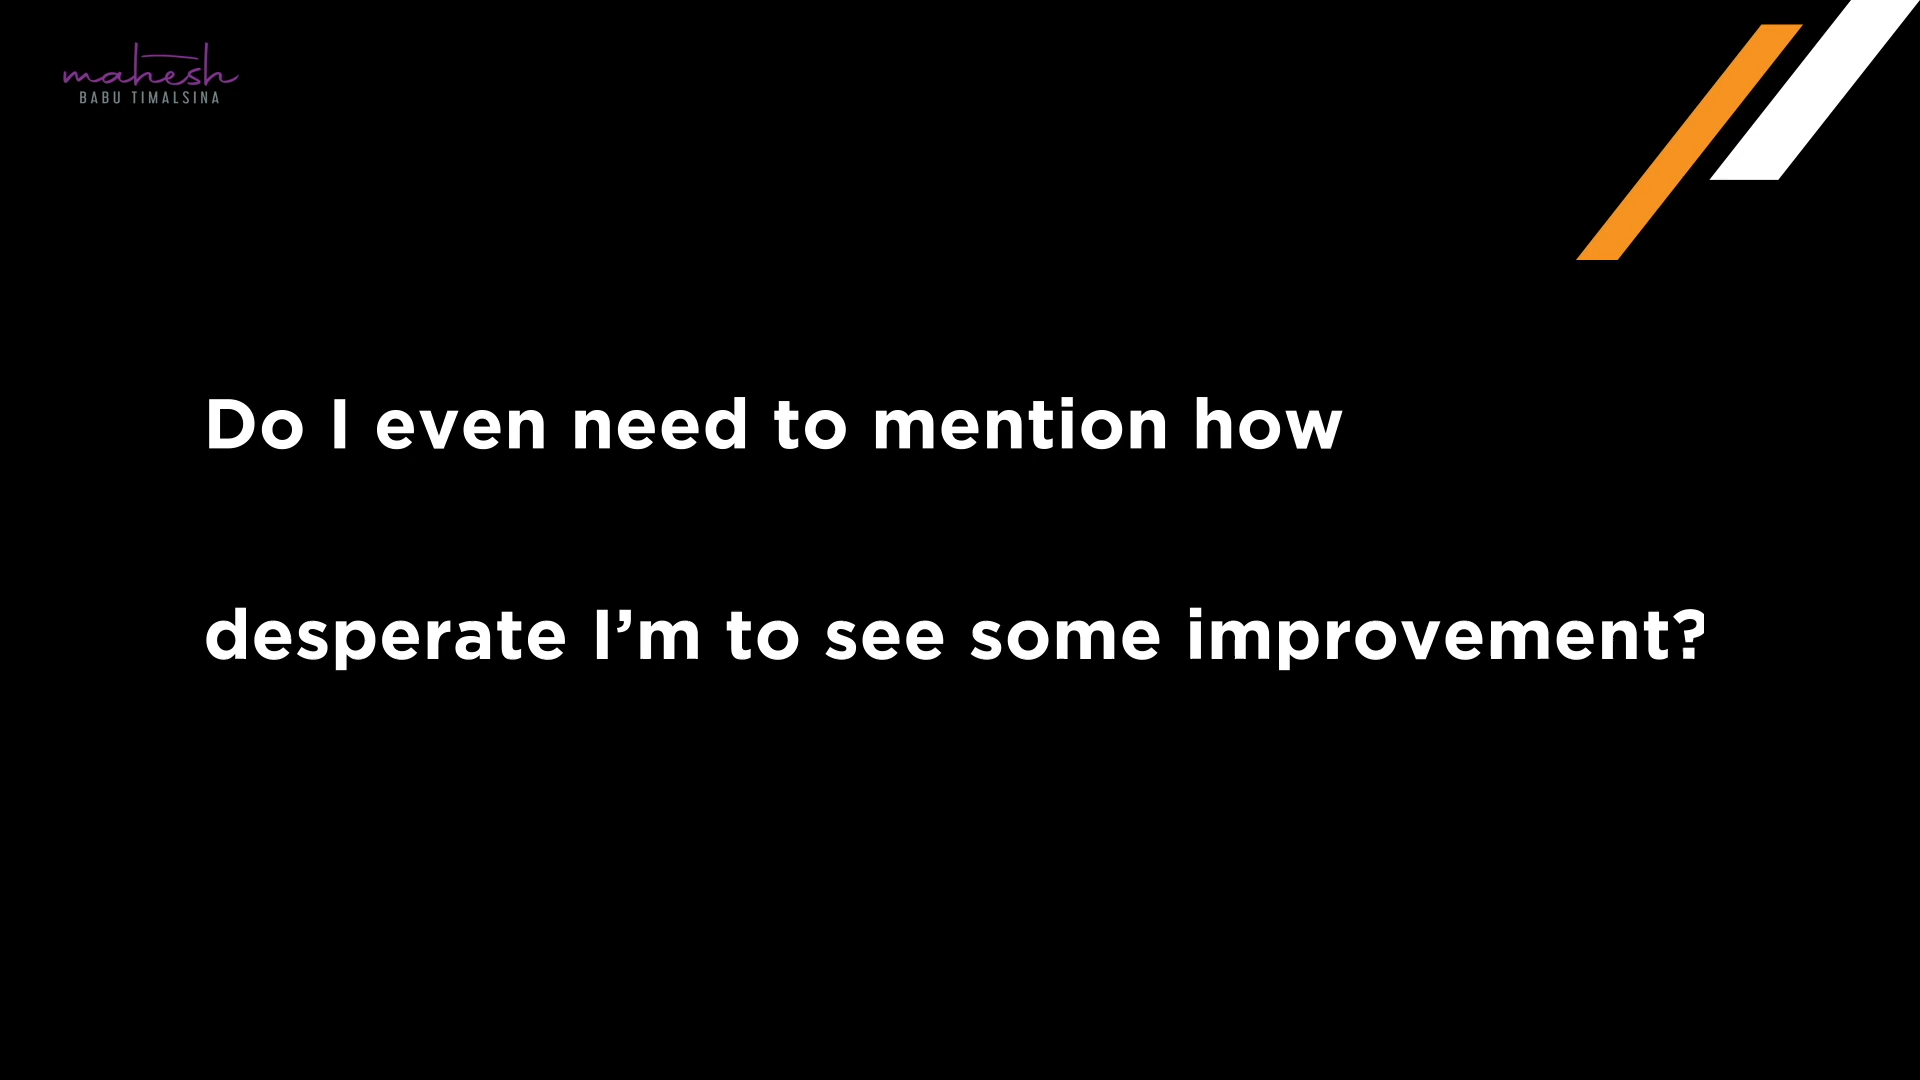 mahesh
BABU TIMALSINA
Do I even need to mention how
desperate I’m to see some improvement?